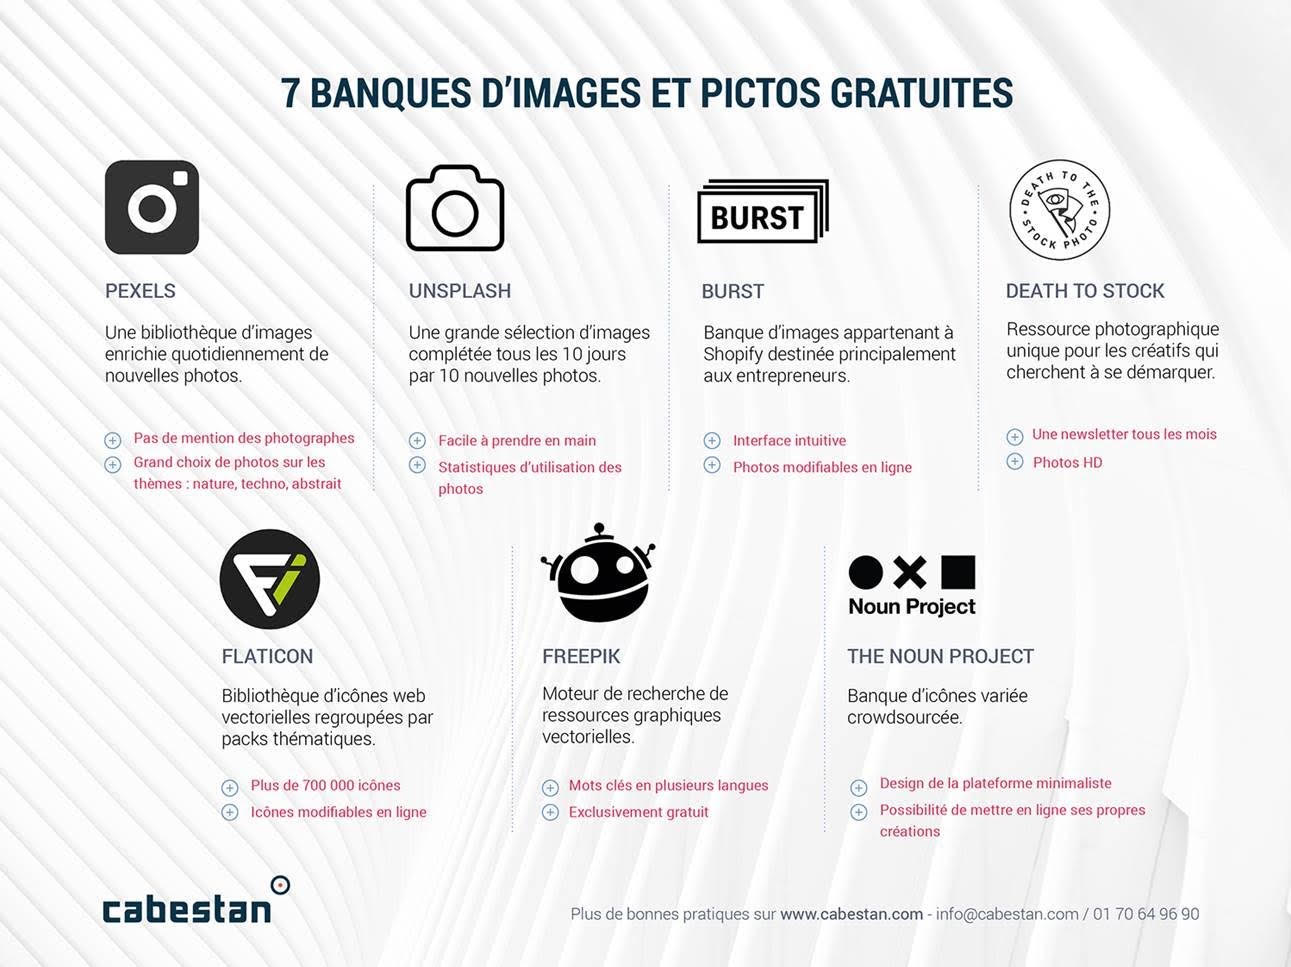 7 BANQUES D'IMAGES ET PICTOS GRATUITES
PEXELS
Une bibliothèque d'images
enrichie quotidiennement de
nouvelles photos.
Pas de mention des photographes
Grand choix de photos sur les
thèmes : nature, techno, abstrait
UNSPLASH
Une grande sélection d'images
complétée tous les 10 jours
par 10 nouvelles photos.
Facile à prendre en main
Statistiques d'utilisation des
photos
BURST
BURST
Banque d'images appartenant à
Shopify destinée principalement
aux entrepreneurs.
Interface intuitive
Photos modifiables en ligne
DEATH TO THE
STOCK PHOTO
DEATH TO STOCK
Ressource photographique
unique pour les créatifs qui
cherchent à se démarquer.
Une newsletter tous les mois
Photos HD
Fi
FLATICON
Bibliothèque d'icônes web
vectorielles regroupées par
packs thématiques.
Plus de 700 000 icônes
Icônes modifiables en ligne
FREEPIK
Moteur de recherche de
ressources graphiques
vectorielles.
Mots clés en plusieurs langues
Exclusivement gratuit
Noun Project
THE NOUN PROJECT
Banque d'icônes variée
crowdsourcée.
Design de la plateforme minimaliste
Possibilité de mettre en ligne ses propres
créations
cabestan
Plus de bonnes pratiques sur www.cabestan.com - info@cabestan.com / 01 70 64 96 90